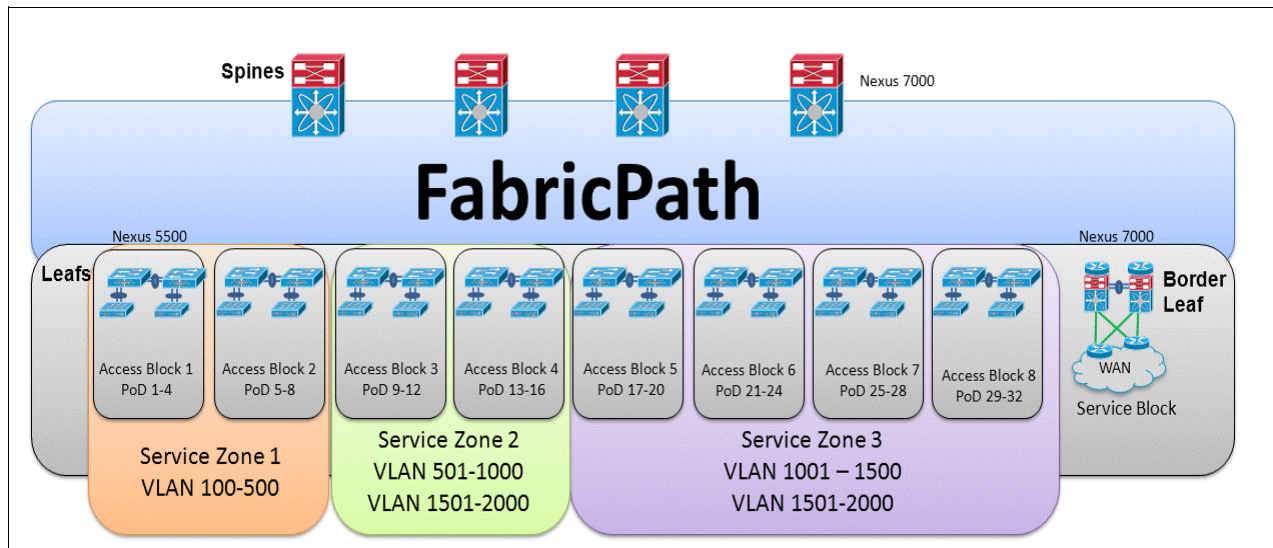 Spines
Nexus 7000
FabricPath
Nexus 5500
Nexus 7000
Leafs
Border
Leaf
Access Block 1
PoD 1-4
Access Block 2
PoD 5-8
Access Block 3
PoD 9-12
Access Block 4
PoD 13-16
Access Block 5
PoD 17-20
Access Block 6
PoD 21-24
Access Block 7
PoD 25-28
Access Block 8
PoD 29-32
WAN
Service Block
Service Zone 1
VLAN 100-500
Service Zone 2
VLAN 501-1000
VLAN 1501-2000
Service Zone 3
VLAN 1001 – 1500
VLAN 1501-2000